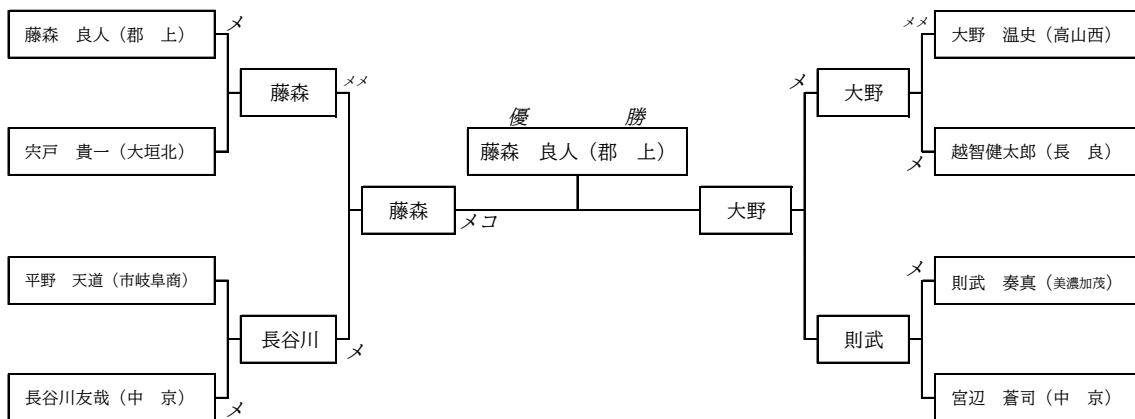 藤森　良人（郡　上）
メ
藤森
メメ
宍戸　貴一（大垣北）
平野　天道（市岐阜商）
長谷川
メ
長谷川友哉（中　京）
メ
藤森
メコ
優　　　勝
藤森　良人（郡　上）
大野
メ
大野
メメ
大野　温史（高山西）
メ
越智健太郎（長　良）
則武
メ
則武　奏真（美濃加茂）
宮辺　蒼司（中　京）